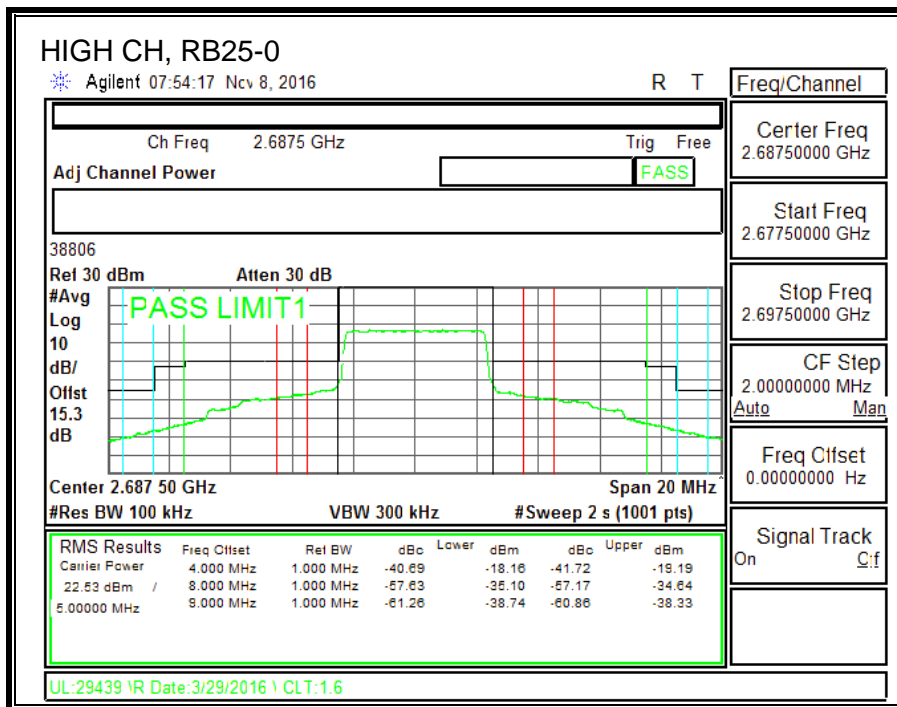 HIGH CH, RB25-0
Agilent 07:54:17 Nov 8, 2016 R T
Freq/Channel
Ch Freq 2.6875 GHz Trig Free
Adj Channel Power PASS
38806
Ref 30 dBm Atten 30 dB
#Avg
Log
10
dB/
Offst
15.3
dB
PASS LIMIT1
Center 2.687 50 GHz Span 20 MHz
#Res BW 100 kHz VBW 300 kHz #Sweep 2 s (1001 pts)
RMS Results Freq Offset Ref BW dBc Lower dBm dBc Upper dBm
Carrier Power 4.000 MHz 1.000 MHz -40.69 -18.16 -41.72 -19.19
22.53 dBm / 8.000 MHz 1.000 MHz -57.63 -35.10 -57.17 -34.64
5.00000 MHz 9.000 MHz 1.000 MHz -61.26 -38.74 -60.86 -38.33
UL:29439 \R Date:3/29/2016 \ CLT:1.6
Center Freq
2.68750000 GHz
Start Freq
2.67750000 GHz
Stop Freq
2.69750000 GHz
CF Step
2.00000000 MHz
Auto Man
Freq Offset
0.00000000 Hz
Signal Track
On Off